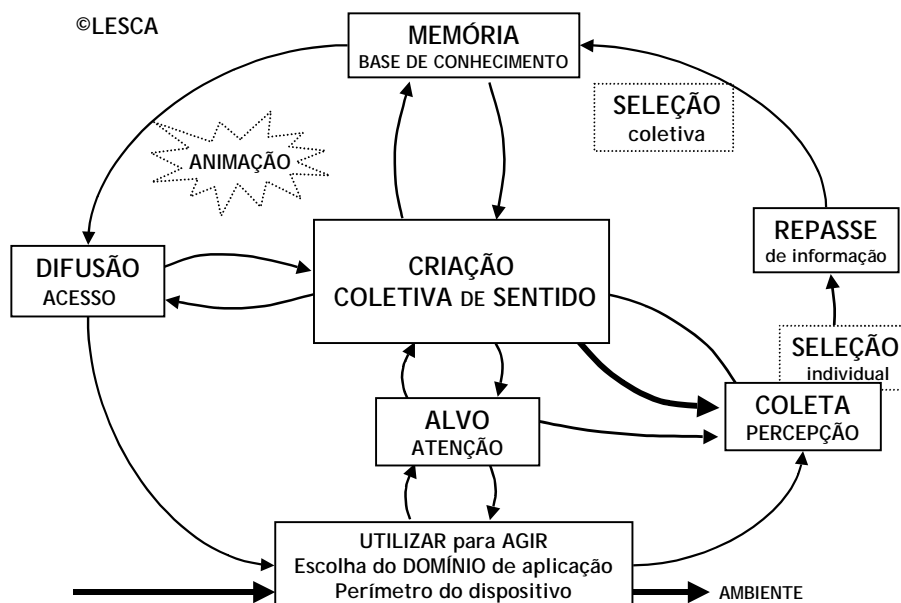 ©LESCA
MEMÓRIA
BASE DE CONHECIMENTO
SELEÇÃO
coletiva
ANIMAÇÃO
REPASSE
de informação
DIFUSÃO
ACESSO
CRIAÇÃO
COLETIVA DE SENTIDO
SELEÇÃO
individual
COLETA
PERCEPÇÃO
ALVO
ATENÇÃO
UTILIZAR para AGIR
Escolha do DOMÍNIO de aplicação
Perímetro do dispositivo
AMBIENTE